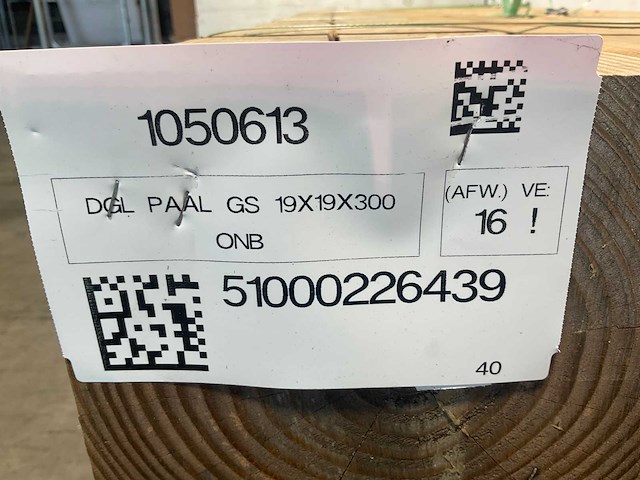 1050613
DGL PAAL GS 19X19X300
ONB
(AFW.) VE:
16 !
51000226439
40